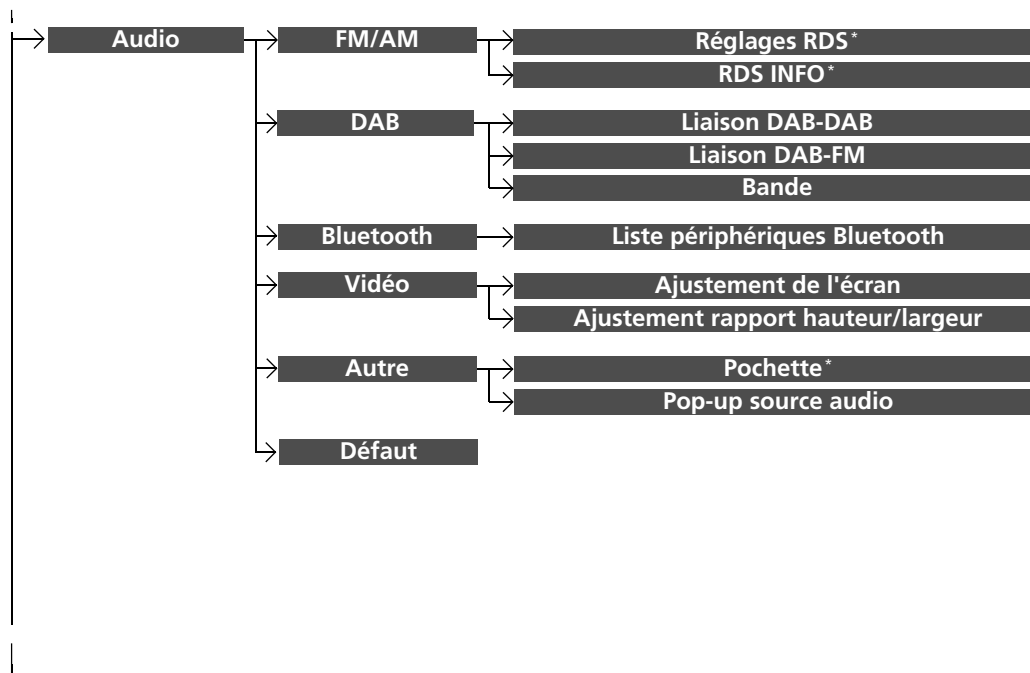 Audio
FM/AM
Réglages RDS*
RDS INFO*
DAB
Liaison DAB-DAB
Liaison DAB-FM
Bande
Bluetooth
Liste périphériques Bluetooth
Vidéo
Ajustement de l'écran
Ajustement rapport hauteur/largeur
Autre
Pochette*
Pop-up source audio
Défaut